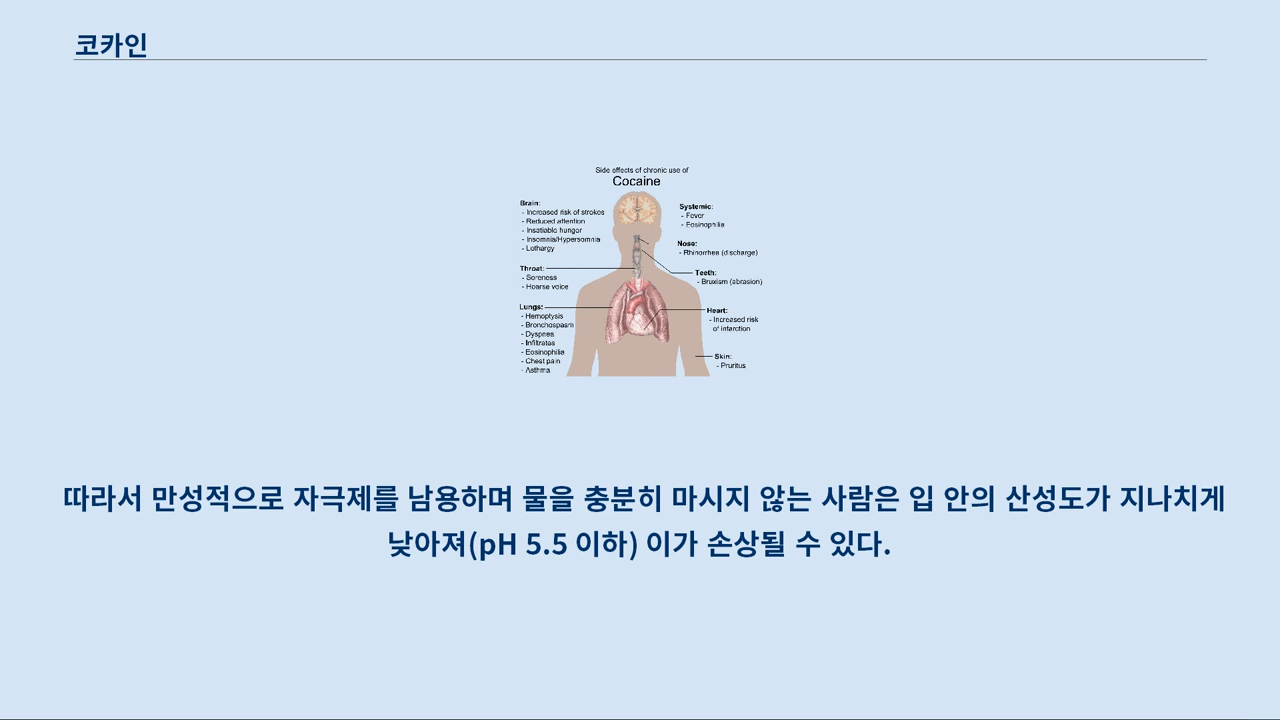 코카인
Side effects of chronic use of
Cocaine
Brain:
- Increased risk of strokes
- Reduced attention
- Insatiable hunger
- Insomnia/Hypersomnia
- Lethargy
Throat:
- Soreness
- Hoarse voice
Lungs:
- Hemoptysis
- Bronchospasm
- Dyspnea
- Infiltrates
- Eosinophilia
- Chest pain
- Asthma
Systemic:
- Fever
- Eosinophilia
Nose:
- Rhinorrhea (discharge)
Teeth:
- Bruxism (abrasion)
Heart:
- Increased risk
of infarction
Skin:
- Pruritus
따라서 만성적으로 자극제를 남용하며 물을 충분히 마시지 않는 사람은 입 안의 산성도가 지나치게
낮아져(pH 5.5 이하) 이가 손상될 수 있다.